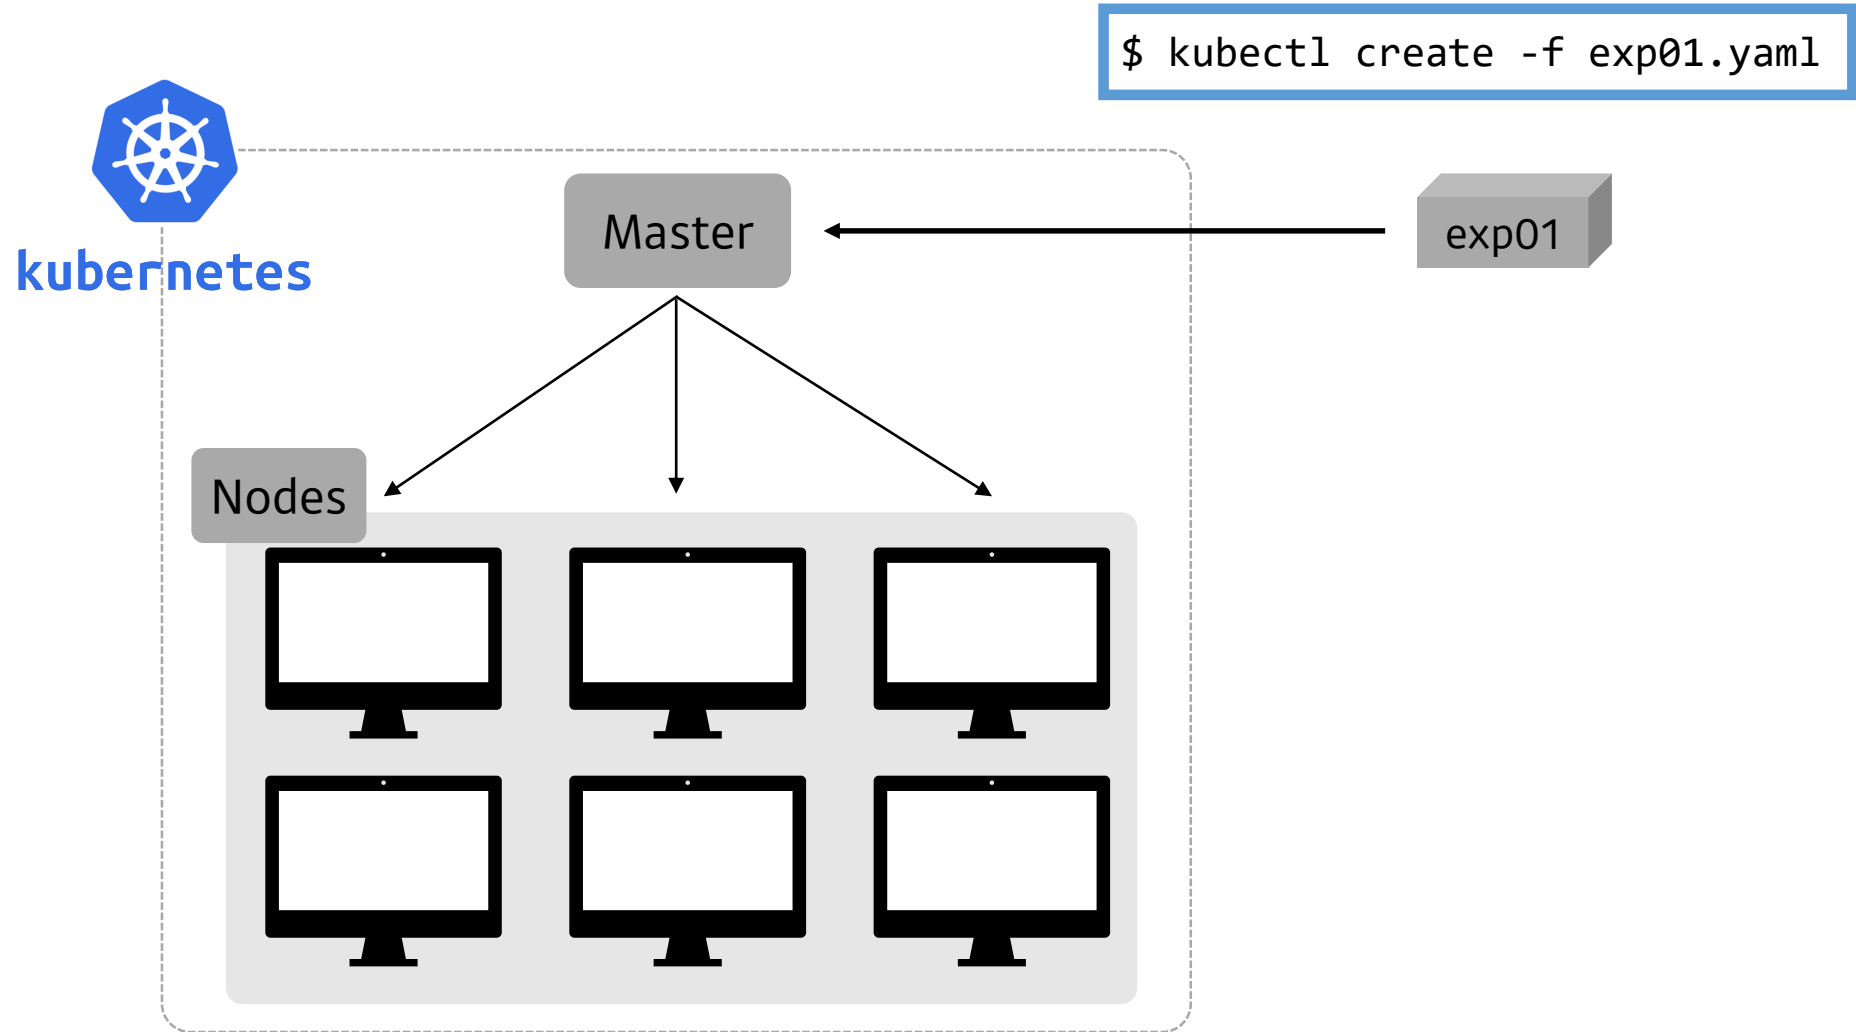 $ kubectl create -f exp01.yaml
kubernetes
Master
exp01
Nodes